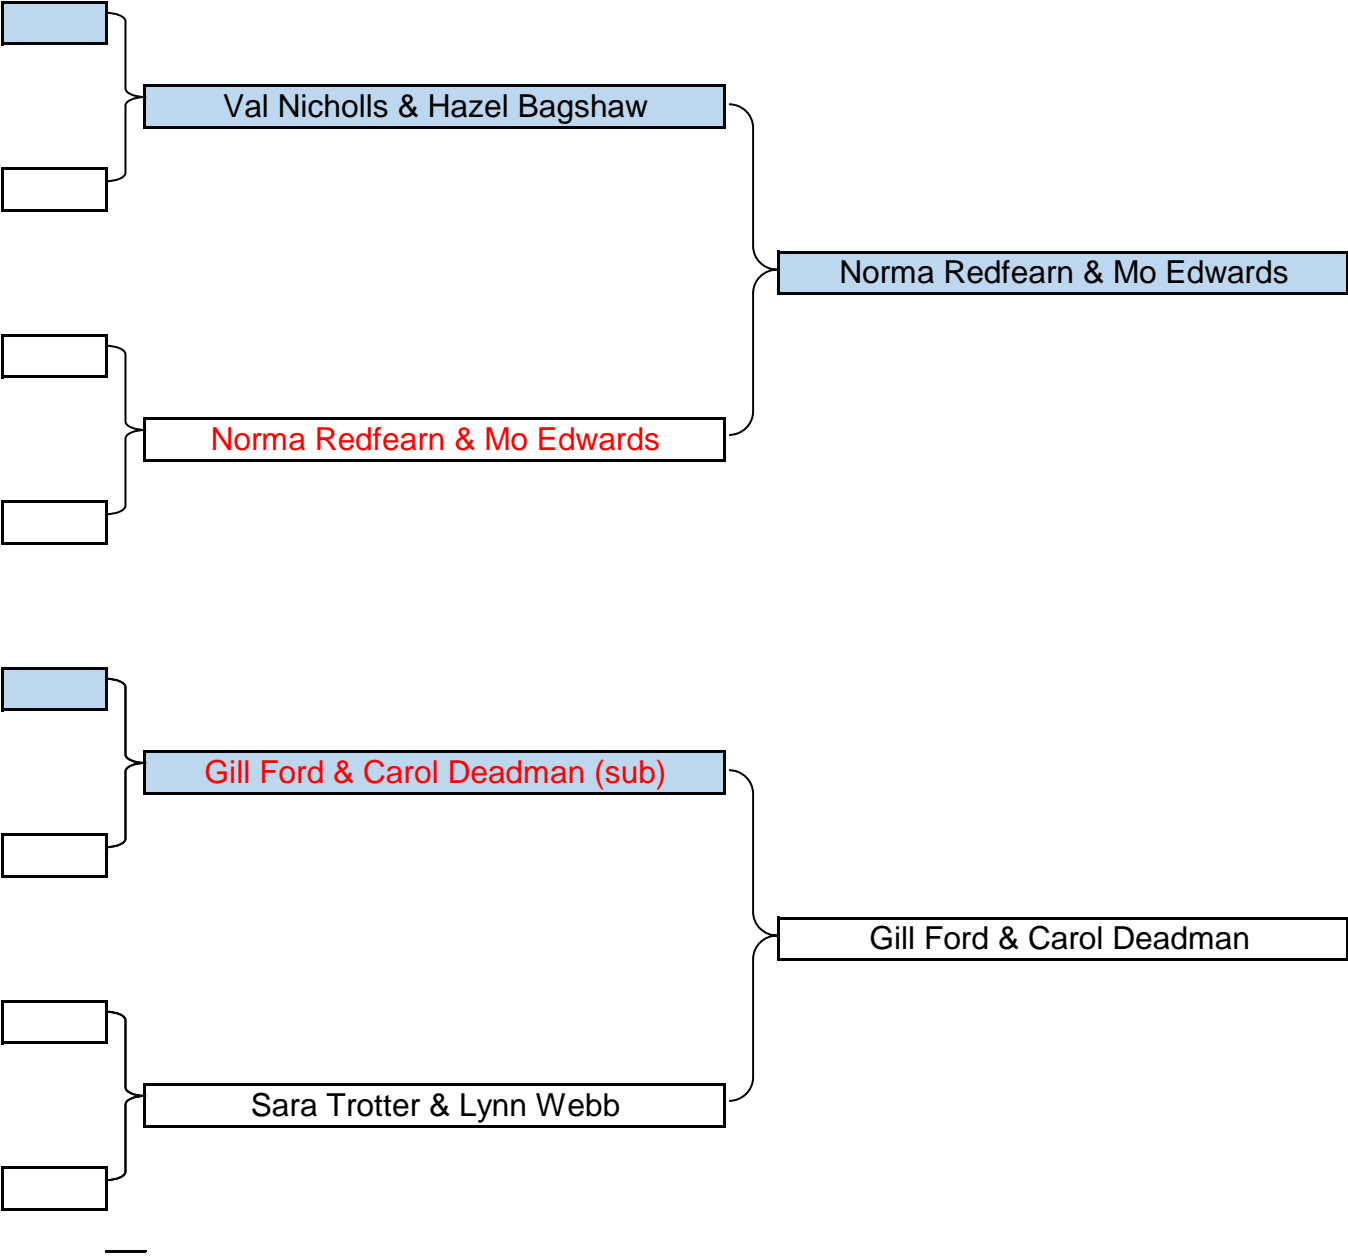 Val Nicholls & Hazel Bagshaw
Norma Redfearn & Mo Edwards
Norma Redfearn & Mo Edwards
Gill Ford & Carol Deadman (sub)
Gill Ford & Carol Deadman
Sara Trotter & Lynn Webb